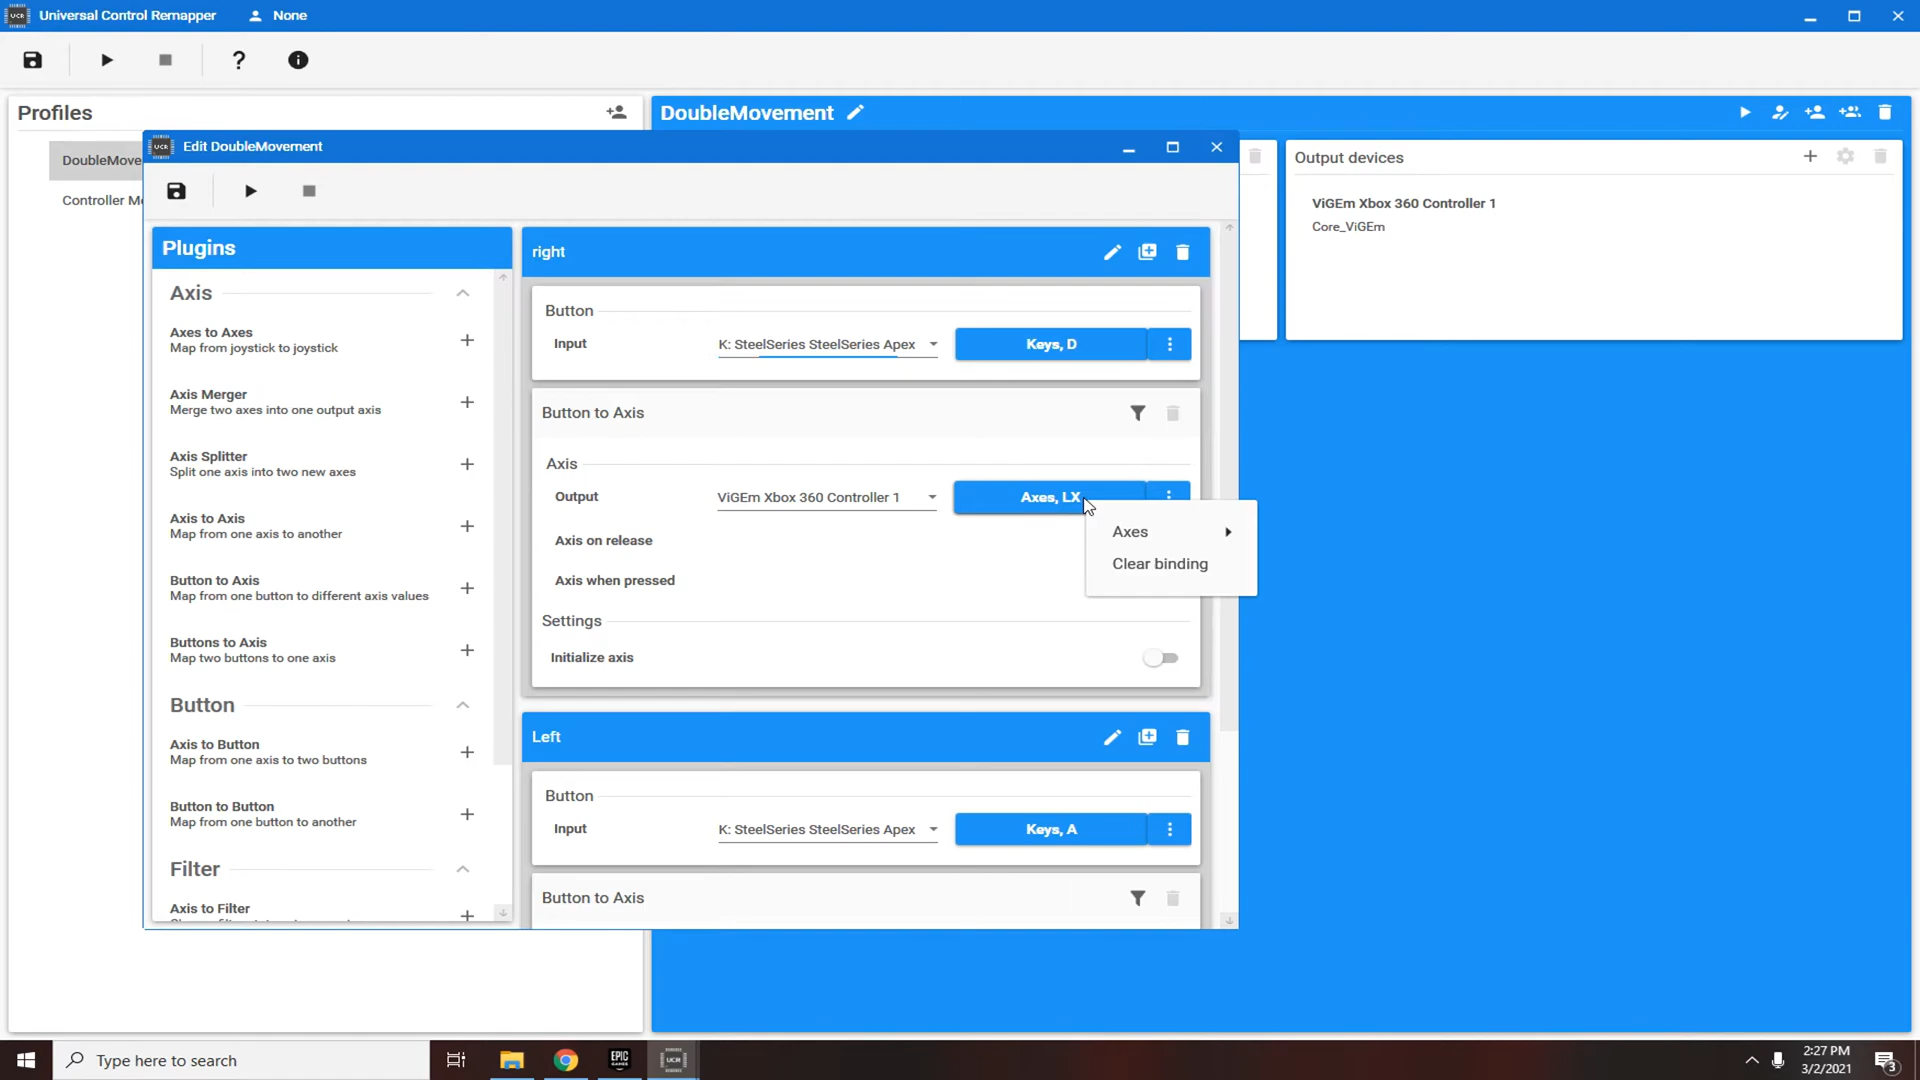 UCR Universal Control Remapper None
Profiles
DoubleMovement
DoubleMove
Controller M
UCR Edit DoubleMovement
Output devices
ViGEm Xbox 360 Controller 1
Core_ViGEm
Plugins
Axis
Axes to Axes
Map from joystick to joystick
Axis Merger
Merge two axes into one output axis
Axis Splitter
Split one axis into two new axes
Axis to Axis
Map from one axis to another
Button to Axis
Map from one button to different axis values
Buttons to Axis
Map two buttons to one axis
Button
Axis to Button
Map from one axis to two buttons
Button to Button
Map from one button to another
Filter
Axis to Filter
right
Button
Input K: SteelSeries SteelSeries Apex Keys, D
Button to Axis
Axis
Output ViGEm Xbox 360 Controller 1 Axes, LX
Axes
Clear binding
Axis on release
Axis when pressed
Settings
Initialize axis
Left
Button
Input K: SteelSeries SteelSeries Apex Keys, A
Button to Axis
Type here to search
EPIC GAMES
UCR
2:27 PM
3/2/2021
3